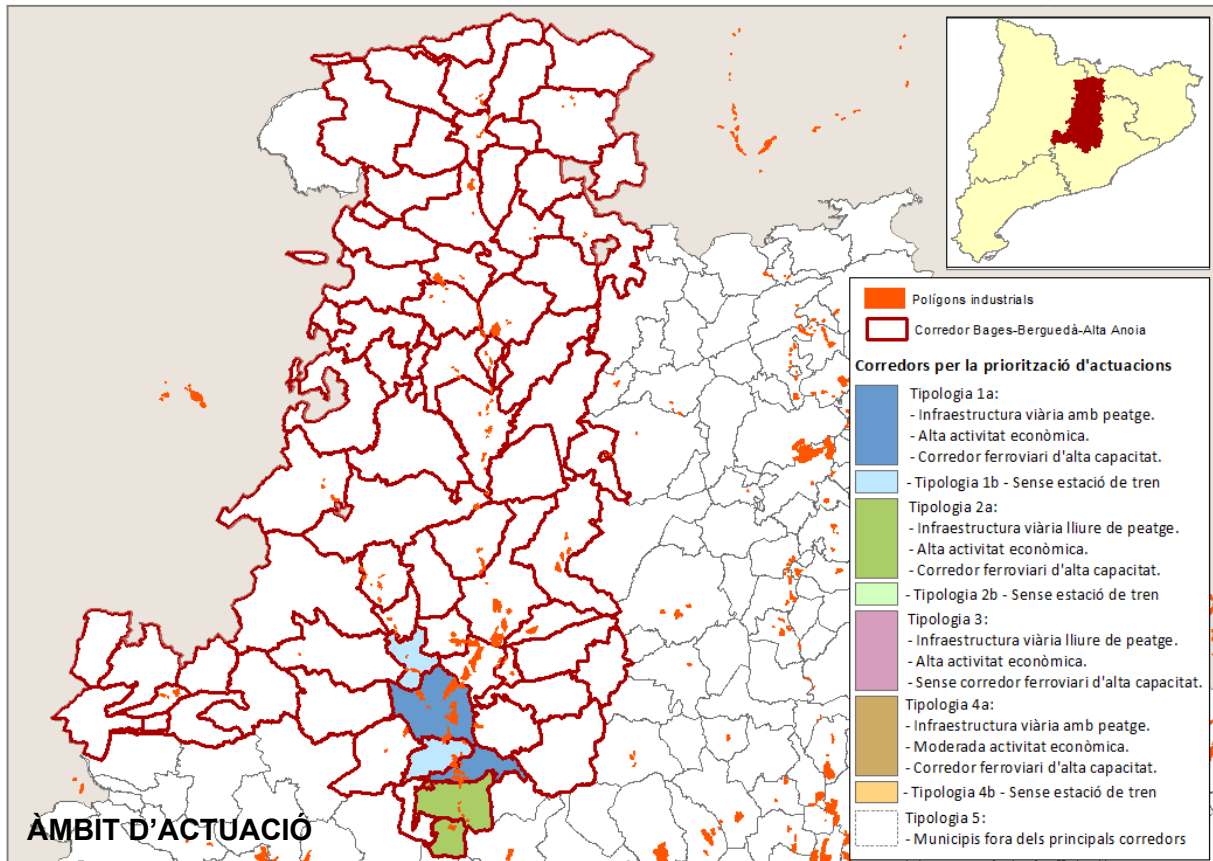 Polígons industrials
Corredor Bages-Berguedà-Alta Anoia
Corredors per la priorització d'actuacions
Tipologia 1a:
- Infraestructura viària amb peatge.
- Alta activitat econòmica.
- Corredor ferroviari d'alta capacitat.
- Tipologia 1b - Sense estació de tren
Tipologia 2a:
- Infraestructura viària lliure de peatge.
- Alta activitat econòmica.
- Corredor ferroviari d'alta capacitat.
- Tipologia 2b - Sense estació de tren
Tipologia 3:
- Infraestructura viària lliure de peatge.
- Alta activitat econòmica.
- Sense corredor ferroviari d'alta capacitat.
Tipologia 4a:
- Infraestructura viària amb peatge.
- Moderada activitat econòmica.
- Corredor ferroviari d'alta capacitat.
- Tipologia 4b - Sense estació de tren
Tipologia 5:
- Municipis fora dels principals corredors
ÀMBIT D'ACTUACIÓ